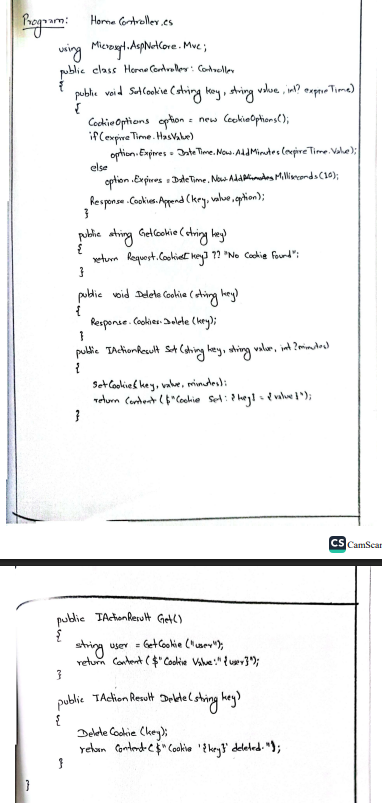 Program: HomeController.cs
using Microsoft.AspNetCore.Mvc;
public class HomeController : Controller
{
public void SetCookie (string key, string value, int? expireTime)
{
CookieOptions option = new CookieOptions();
if(expireTime.HasValue)
option.Expires = DateTime.Now.AddMinutes(expireTime.Value);
else
option.Expires = DateTime.Now.AddMilliseconds(10);
Response.Cookies.Append(key, value, option);
}
public string GetCookie(string key)
{
return Request.Cookies[key] ?? "No Cookie Found";
}
public void DeleteCookie(string key)
{
Response.Cookies.Delete(key);
}
public IActionResult Set(string key, string value, int ?minutes)
{
SetCookie(key, value, minutes);
return Content($"Cookie Set: {key} = {value}");
}
CS CamScan
public IActionResult Get()
{
string user = GetCookie("user");
return Content($"Cookie Value:" {user}");
}
public IActionResult Delete(string key)
{
DeleteCookie(key);
return Content($"Cookie '{key}' deleted.");
}
}